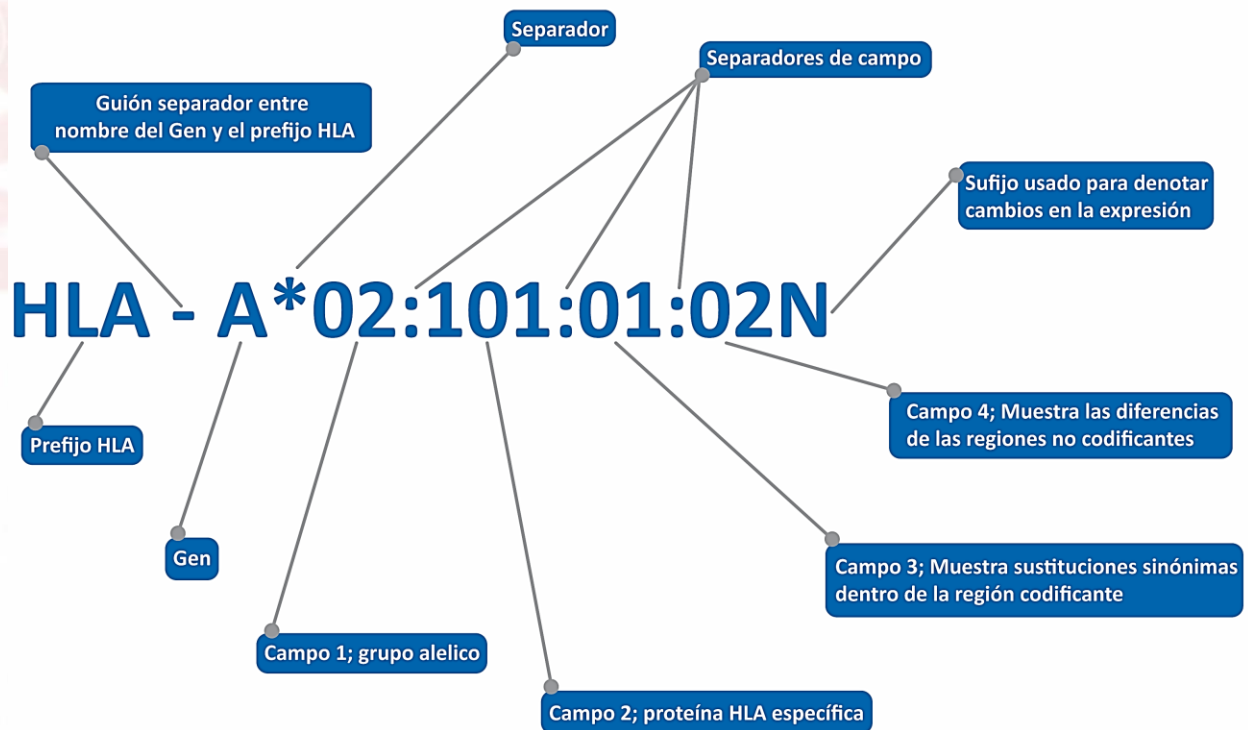 Separador
Separadores de campo
Guión separador entre
nombre del Gen y el prefijo HLA
Sufijo usado para denotar
cambios en la expresión
HLA - A*02:101:01:02N
Prefijo HLA
Gen
Campo 1; grupo alelico
Campo 2; proteína HLA específica
Campo 3; Muestra sustituciones sinónimas
dentro de la región codificante
Campo 4; Muestra las diferencias
de las regiones no codificantes